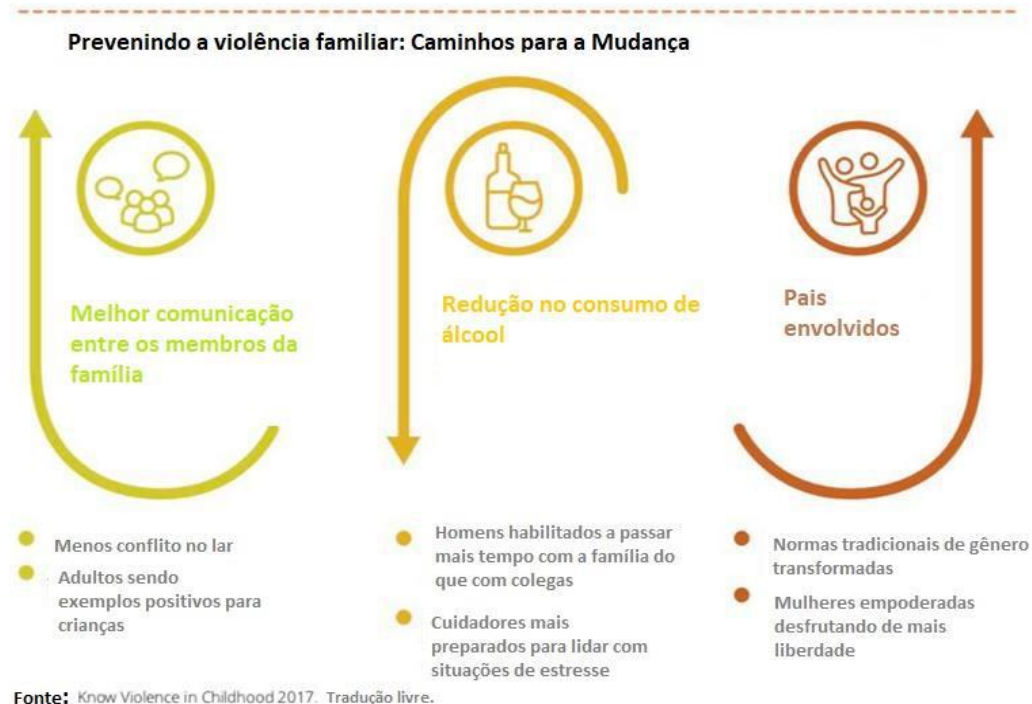 Prevenindo a violência familiar: Caminhos para a Mudança
Melhor comunicação
entre os membros da
família
Menos conflito no lar
Adultos sendo
exemplos positivos para
crianças
Redução no consumo de
álcool
Homens habilitados a passar
mais tempo com a família do
que com colegas
Cuidadores mais
preparados para lidar com
situações de estresse
Pais
envolvidos
Normas tradicionais de gênero
transformadas
Mulheres empoderadas
desfrutando de mais
liberdade
Fonte: Know Violence in Childhood 2017. Tradução livre.